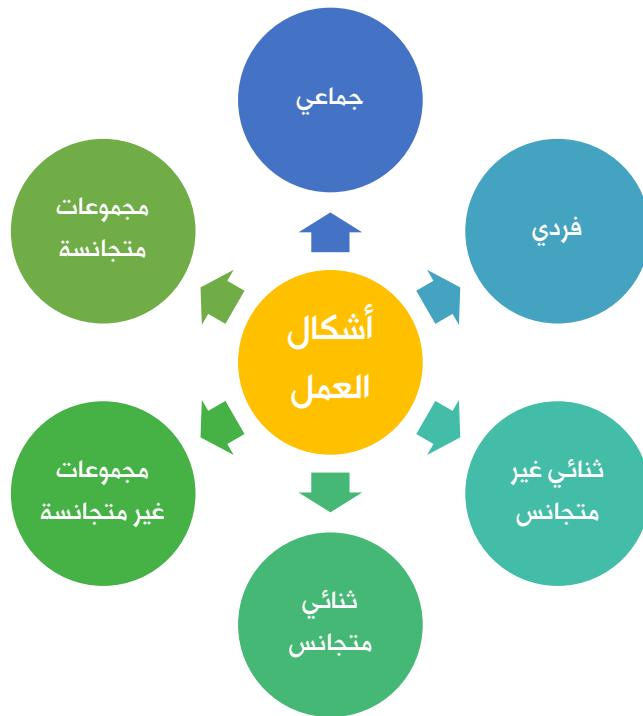 جماعي
فردي
ثنائي غير
متجانس
ثنائي
متجانس
مجموعات
غير متجانسة
مجموعات
متجانسة
أشكال
العمل